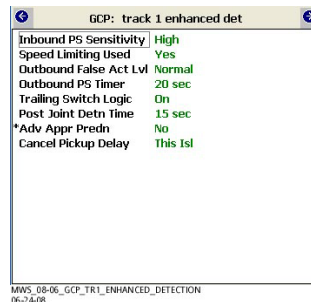 GCP: track 1 enhanced det
Inbound PS Sensitivity High
Speed Limiting Used Yes
Outbound False Act Lvl Normal
Outbound PS Timer 20 sec
Trailing Switch Logic On
Post Joint Detn Time 15 sec
*Adv Appr Predn No
Cancel Pickup Delay This Isl
MWS_08-06_GCP_TR1_ENHANCED_DETECTION
06-24-08